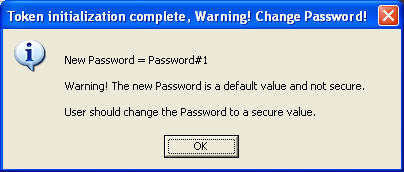 Token initialization complete, Warning! Change Password!
New Password = Password#1
Warning! The new Password is a default value and not secure.
User should change the Password to a secure value.
OK